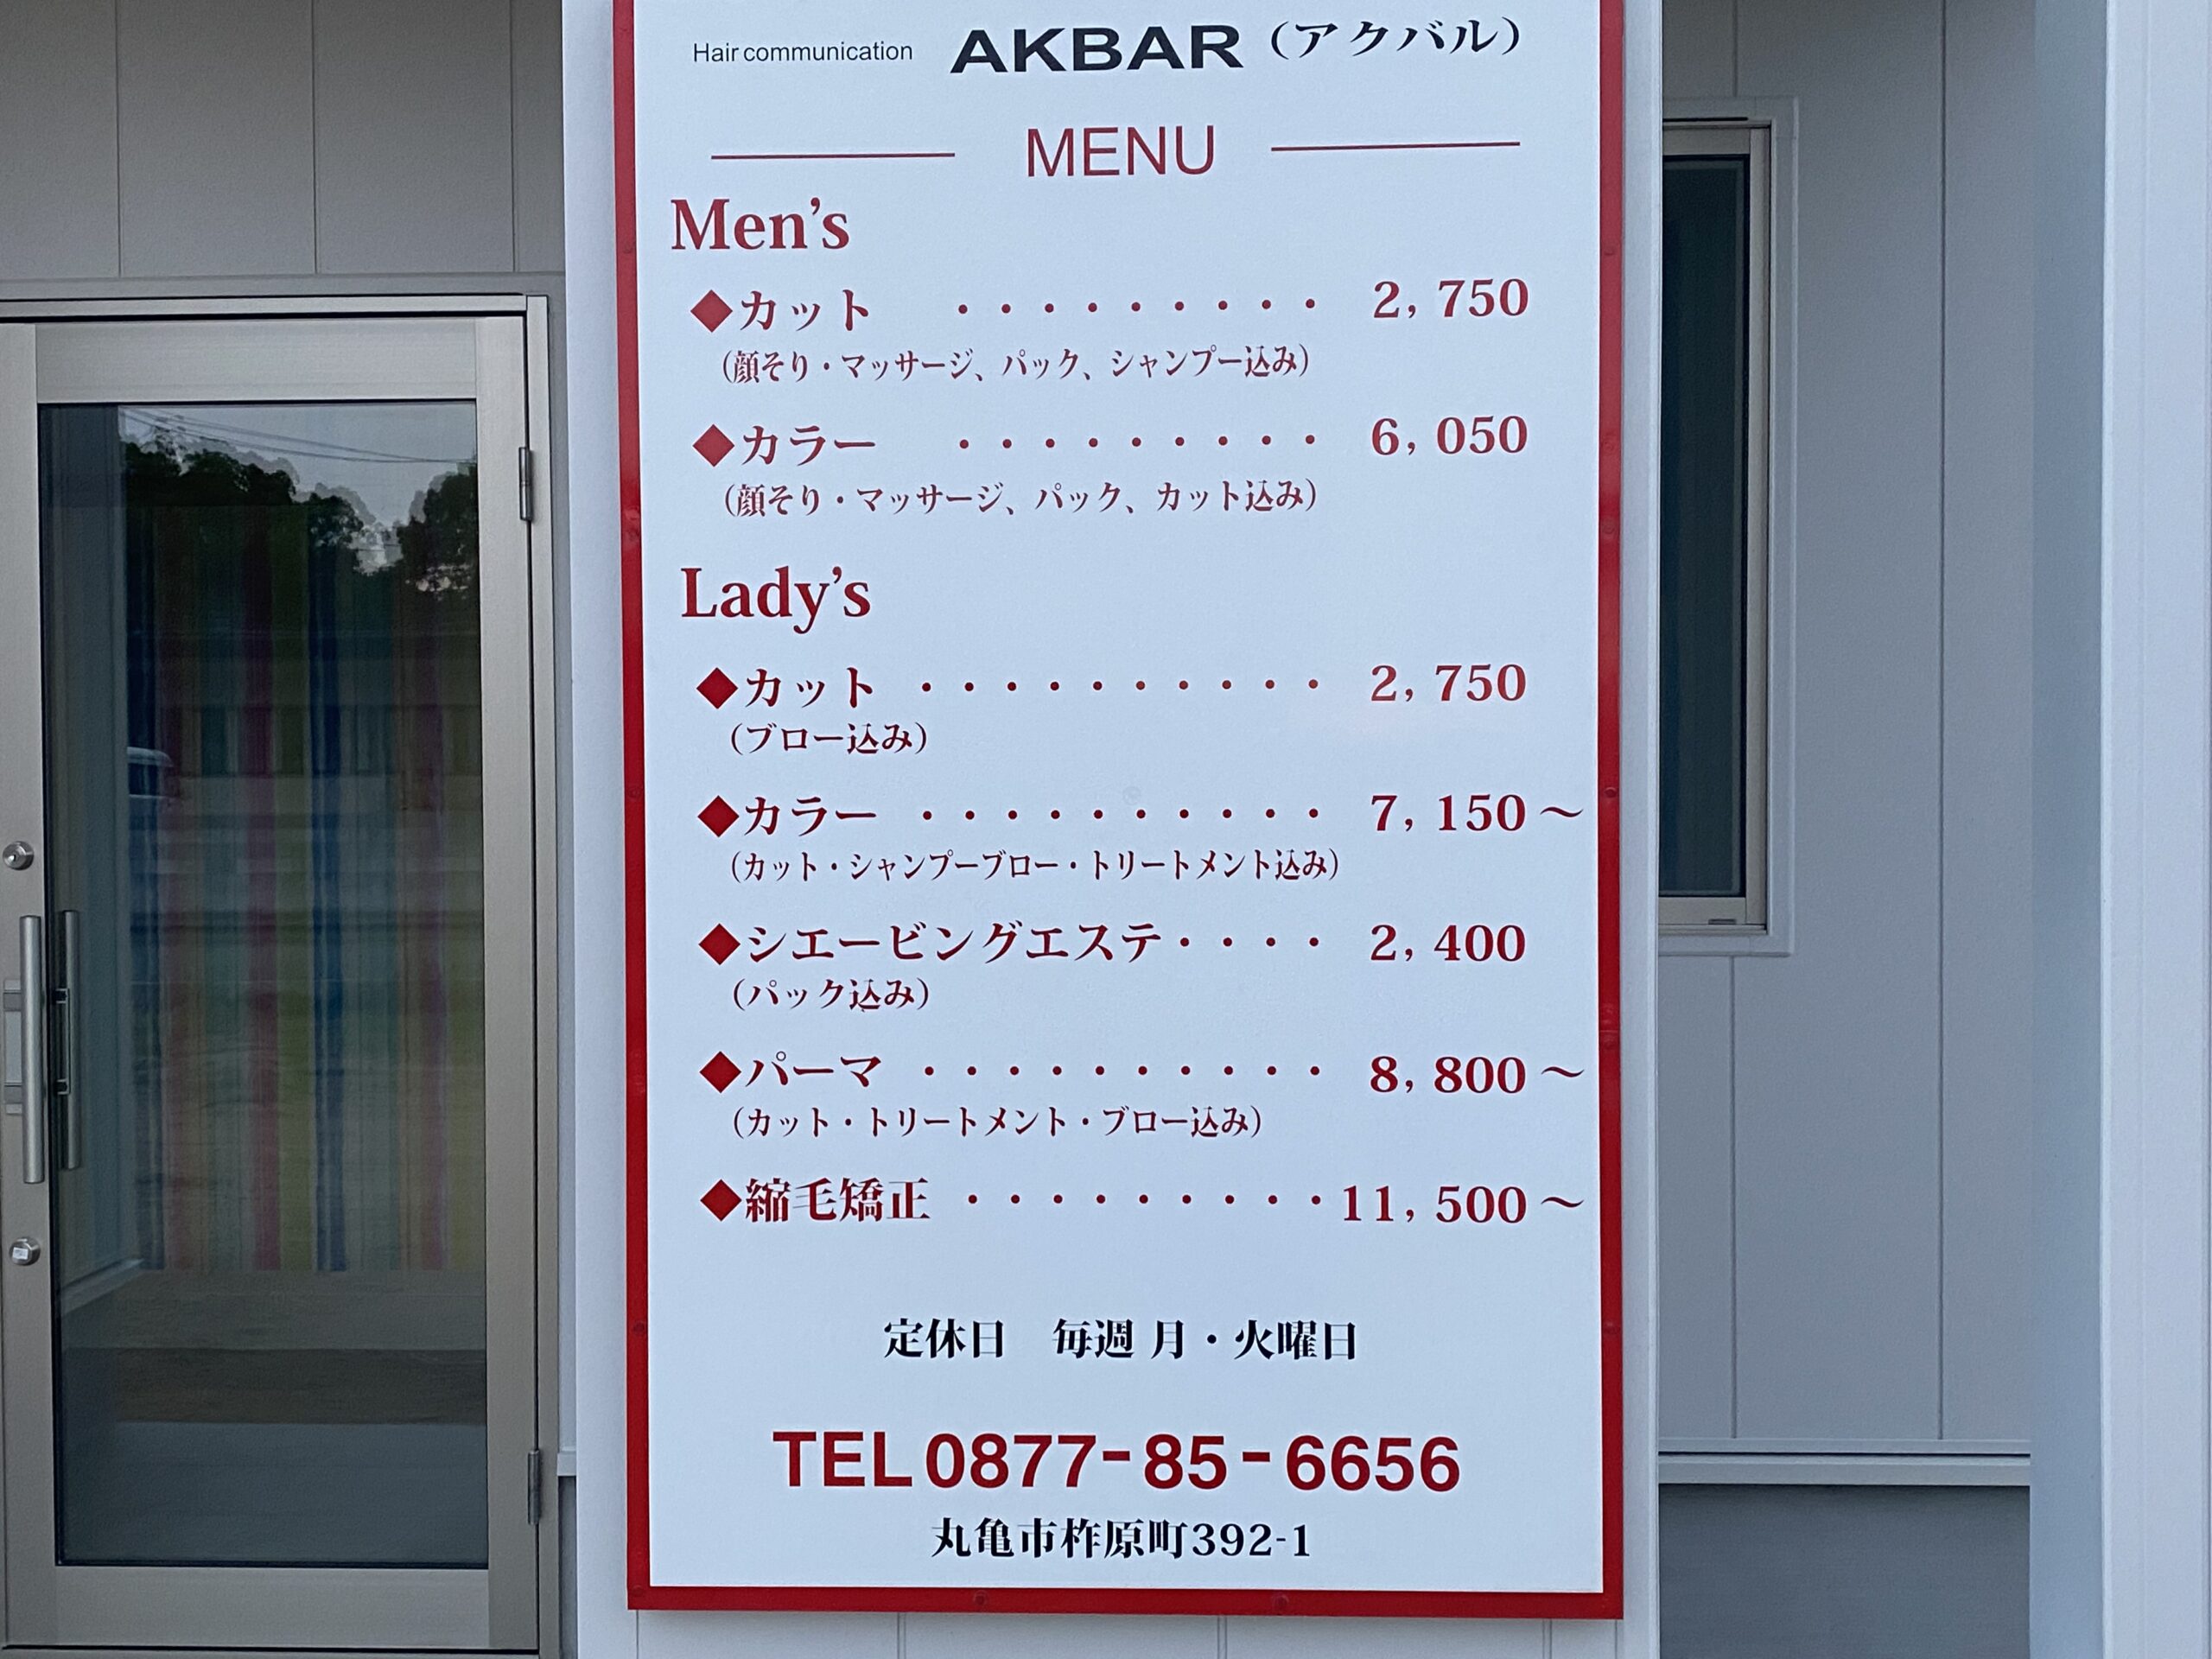 Hair communication AKBAR（アクバル）
MENU
Men's
◆カット ・・・・・・・・・ 2,750
（顔そり・マッサージ、パック、シャンプー込み）
◆カラー ・・・・・・・・・ 6,050
（顔そり・マッサージ、パック、カット込み）
Lady's
◆カット ・・・・・・・・・・ 2,750
（ブロー込み）
◆カラー ・・・・・・・・・・ 7,150～
（カット・シャンプーブロー・トリートメント込み）
◆シエービングエステ・・・・ 2,400
（パック込み）
◆パーマ ・・・・・・・・・・ 8,800～
（カット・トリートメント・ブロー込み）
◆縮毛矯正 ・・・・・・・・・11,500～
定休日　毎週 月・火曜日
TEL 0877-85-6656
丸亀市柞原町392-1